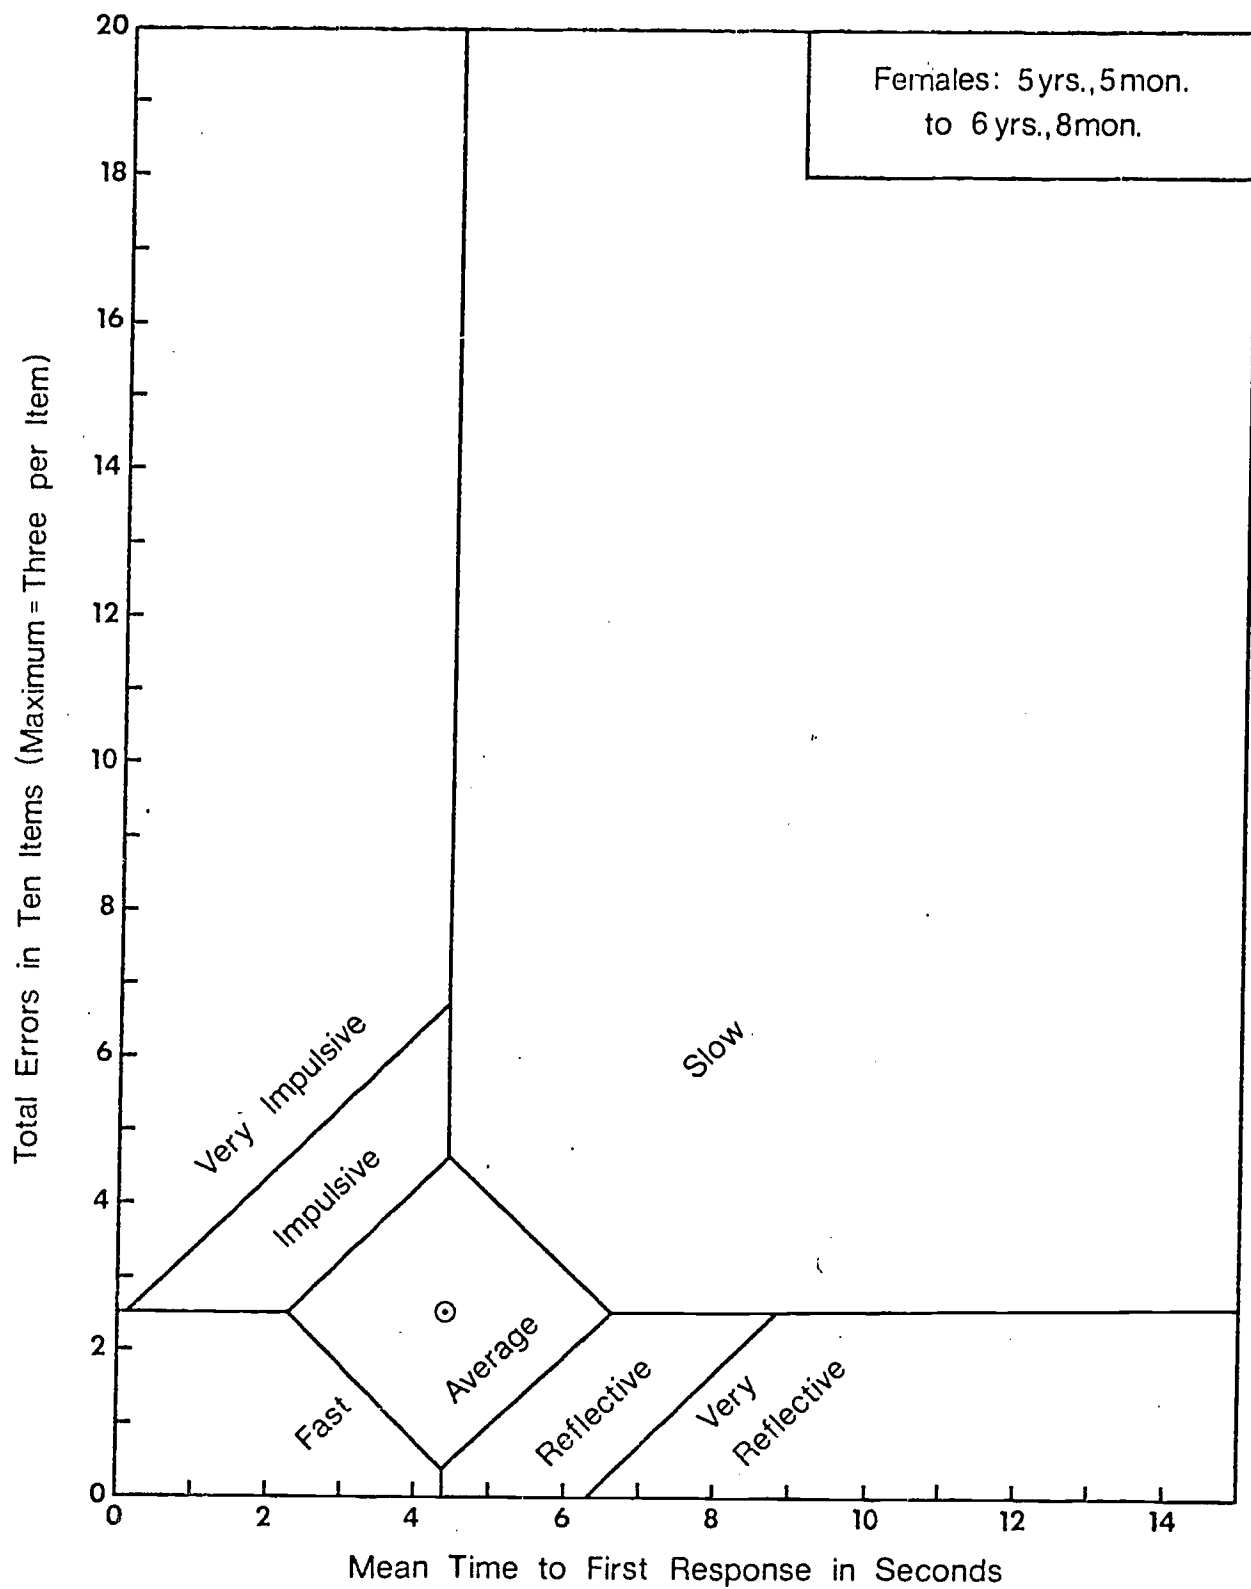 20
Females: 5 yrs., 5 mon.
to 6 yrs., 8 mon.
18
16
14
12
10
8
6
4
2
0
Total Errors in Ten Items (Maximum = Three per Item)
Very Impulsive
Impulsive
Slow
Average
Fast
Reflective
Very
Reflective
0 2 4 6 8 10 12 14
Mean Time to First Response in Seconds